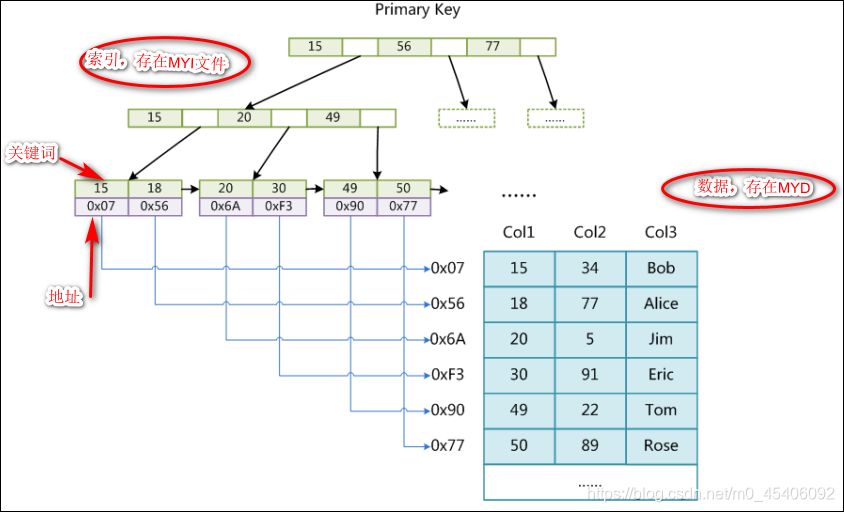 Primary Key
15 56 77
索引，存在MYI文件
15 20 49
...... ......
关键词
15 18 20 30 49 50
0x07 0x56 0x6A 0xF3 0x90 0x77
......
数据，存在MYD
地址
Col1 Col2 Col3
0x07 15 34 Bob
0x56 18 77 Alice
0x6A 20 5 Jim
0xF3 30 91 Eric
0x90 49 22 Tom
0x77 50 89 Rose
......
https://blog.csdn.net/m0_45406092